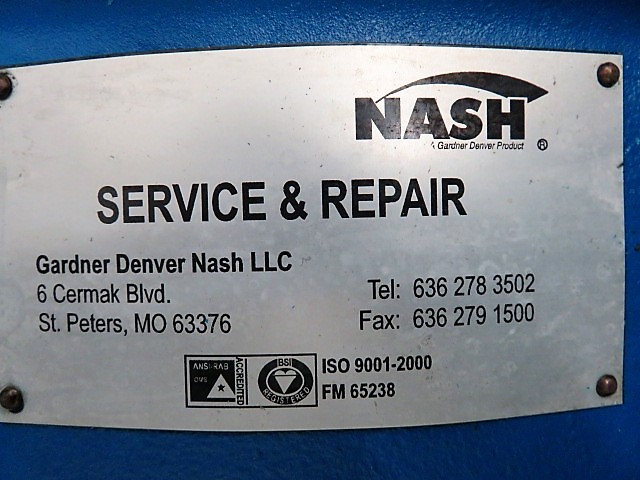 NASH
A Gardner Denver Product ®
SERVICE & REPAIR
Gardner Denver Nash LLC
6 Cermak Blvd.
St. Peters, MO 63376
Tel: 636 278 3502
Fax: 636 279 1500
ANSI-RAB
QMS
ACCREDITED
BSI
REGISTERED
ISO 9001-2000
FM 65238